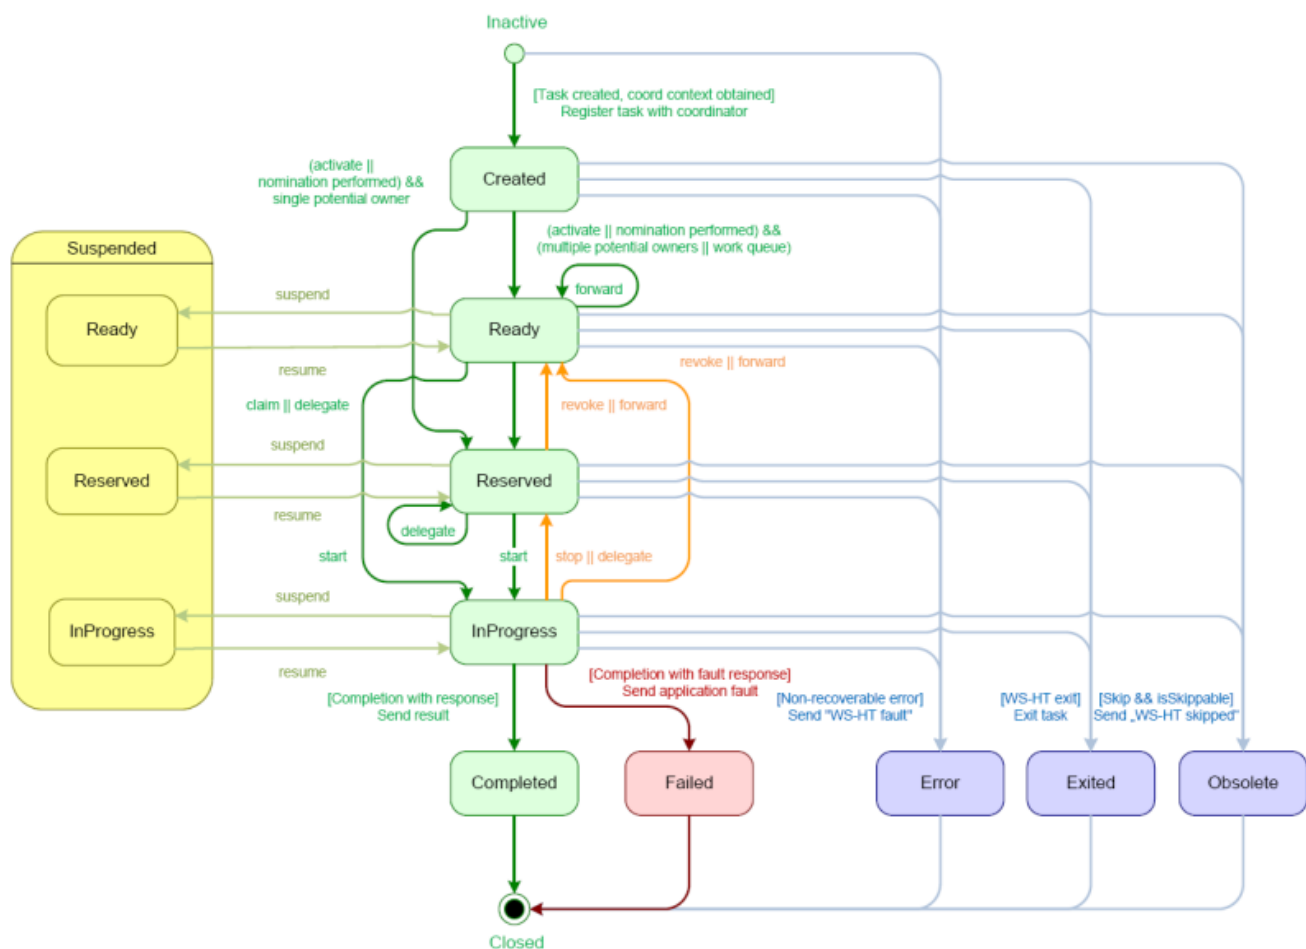 Inactive
[Task created, coord context obtained]
Register task with coordinator
(activate ||
nomination performed) &&
single potential owner
Created
(activate || nomination performed) &&
(multiple potential owners || work queue)
Suspended
forward
suspend
Ready
Ready
resume
revoke || forward
claim || delegate
revoke || forward
suspend
Reserved
Reserved
resume
delegate
start
start
stop || delegate
suspend
InProgress
InProgress
resume
[Completion with response]
Send result
[Completion with fault response]
Send application fault
[Non-recoverable error]
Send "WS-HT fault"
[WS-HT exit]
Exit task
[Skip && isSkippable]
Send „WS-HT skipped"
Completed
Failed
Error
Exited
Obsolete
Closed